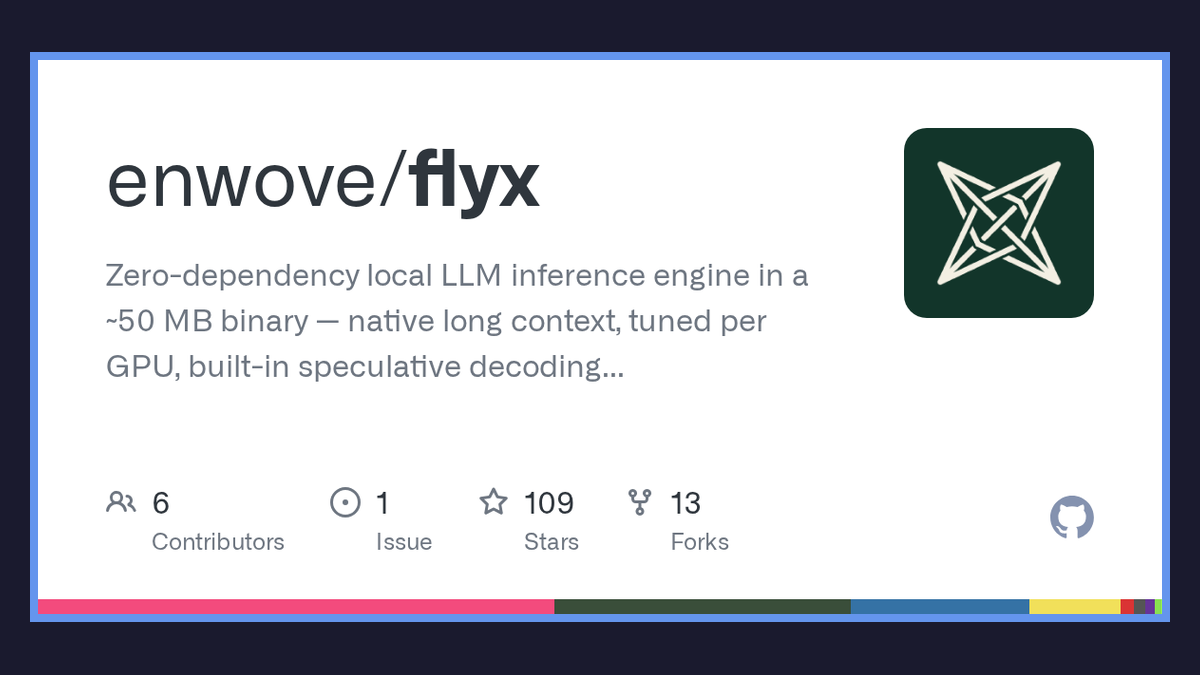 enwove/flyx
Zero-dependency local LLM inference engine in a
~50 MB binary — native long context, tuned per
GPU, built-in speculative decoding...
6
Contributors
1
Issue
109
Stars
13
Forks